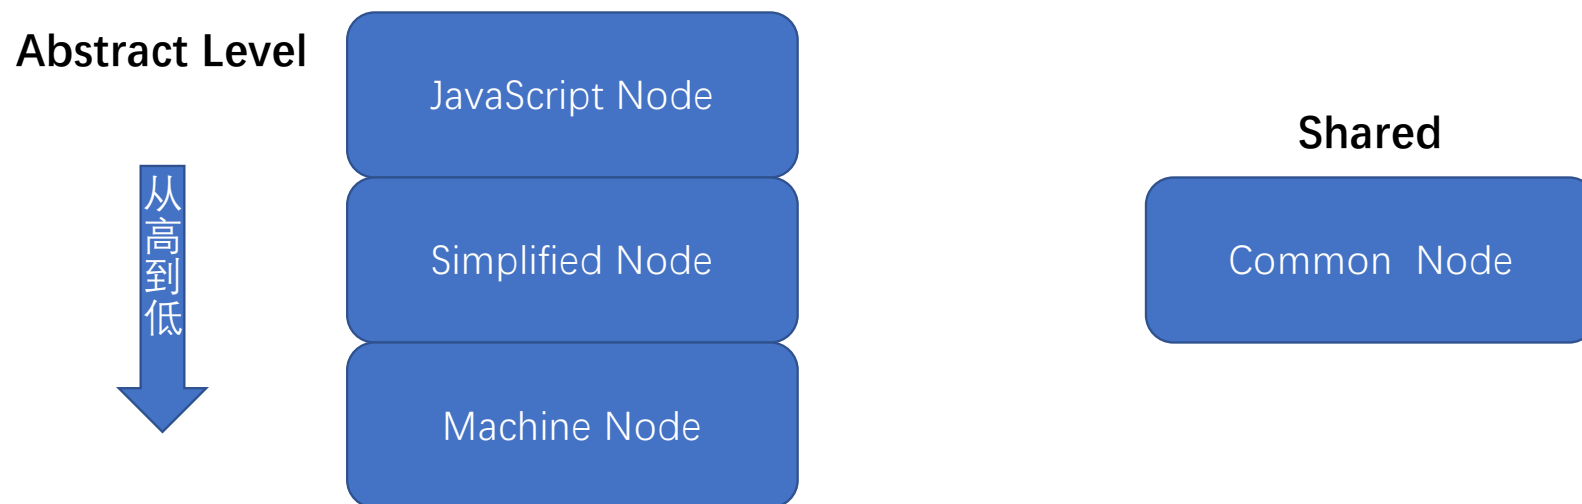 Abstract Level
从高到低
JavaScript Node
Simplified Node
Machine Node
Shared
Common Node